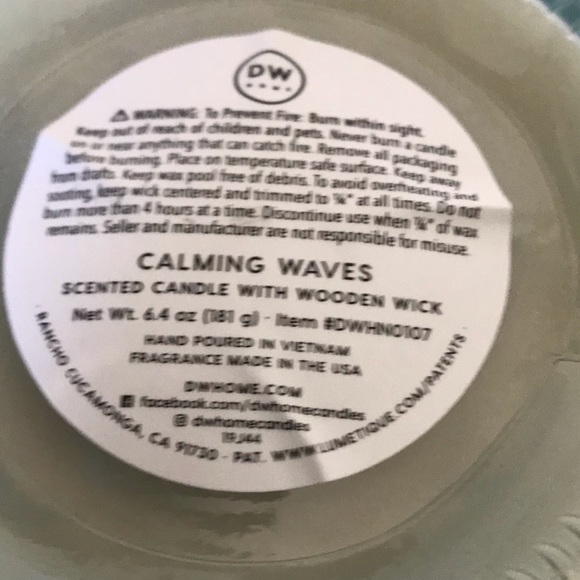 DW
HOME
⚠ WARNING: To Prevent Fire: Burn within sight.
Keep out of reach of children and pets. Never burn a candle
on or near anything that can catch fire. Remove all packaging
before burning. Place on temperature safe surface. Keep away
from drafts. Keep wax pool free of debris. To avoid overheating and
sooting, keep wick centered and trimmed to ¼" at all times. Do not
burn more than 4 hours at a time. Discontinue use when ¼" of wax
remains. Seller and manufacturer are not responsible for misuse.
CALMING WAVES
SCENTED CANDLE WITH WOODEN WICK
Net Wt. 6.4 oz (181 g) - Item #DWHN0107
HAND POURED IN VIETNAM
FRAGRANCE MADE IN THE USA
DWHOME.COM
facebook.com/dwhomecandles
dwhomecandles
RANCHO CUCAMONGA, CA 91730 - PAT. WWW.LUMETIQUE.COM/PATENTS